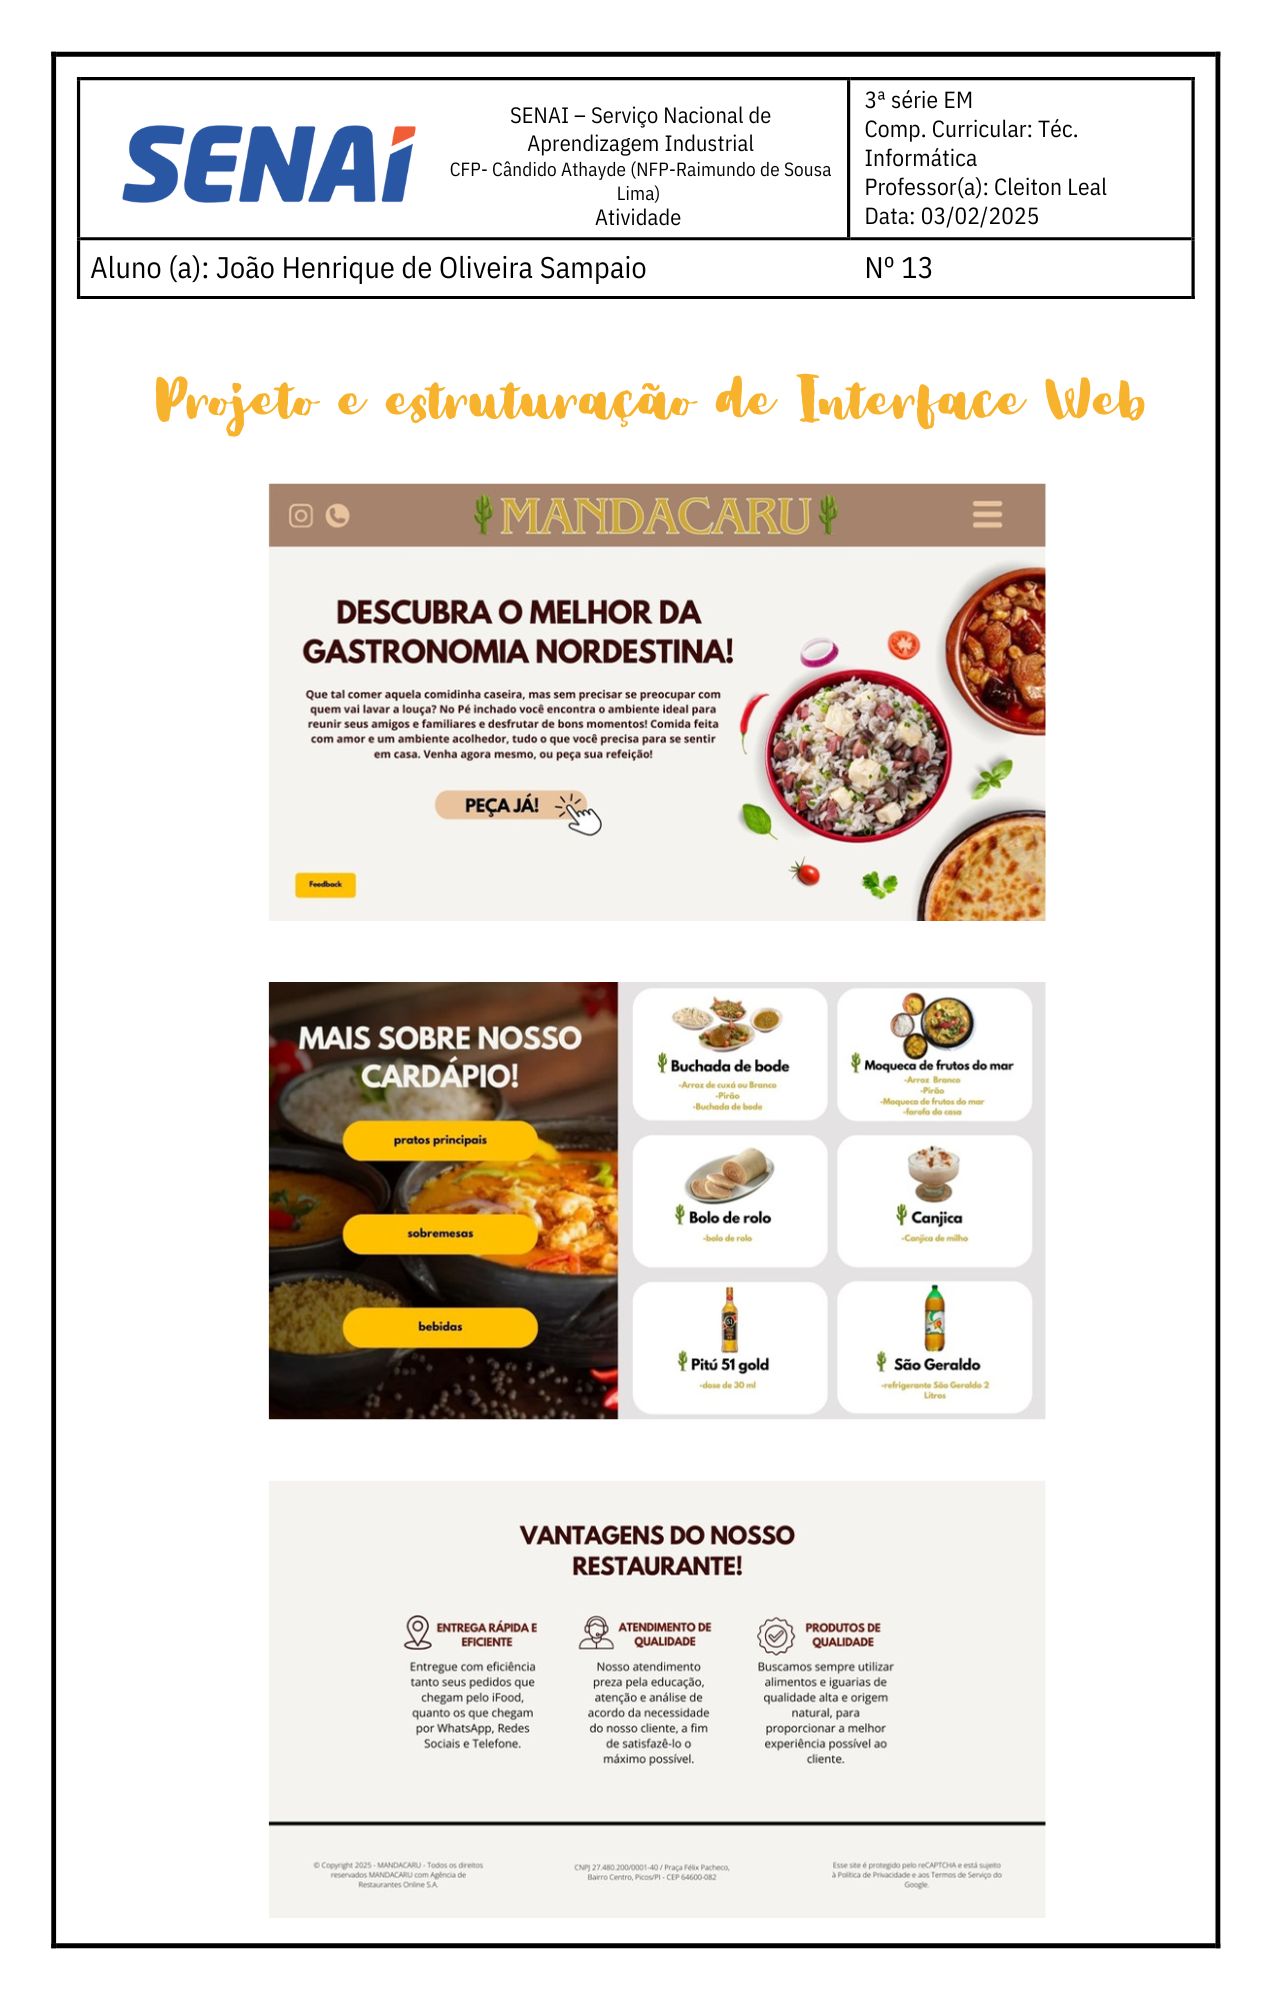 SENAI
SENAI – Serviço Nacional de
Aprendizagem Industrial
CFP- Cândido Athayde (NFP-Raimundo de Sousa
Lima)
Atividade
3ª série EM
Comp. Curricular: Téc.
Informática
Professor(a): Cleiton Leal
Data: 03/02/2025
Aluno (a): João Henrique de Oliveira Sampaio
Nº 13
Projeto e estruturação de Interface Web
MANDACARU
DESCUBRA O MELHOR DA
GASTRONOMIA NORDESTINA!
Que tal comer aquela comidinha caseira, mas sem precisar se preocupar com
quem vai lavar a louça? No Pé inchado você encontra o ambiente ideal para
reunir seus amigos e familiares e desfrutar de bons momentos! Comida feita
com amor e um ambiente acolhedor, tudo o que você precisa para se sentir
em casa. Venha agora mesmo, ou peça sua refeição!
PEÇA JÁ!
Feedback
MAIS SOBRE NOSSO
CARDÁPIO!
pratos principais
sobremesas
bebidas
Buchada de bode
-Arroz de cuxá ou Branco
-Pirão
-Buchada de bode
Moqueca de frutos do mar
-Arroz Branco
-Pirão
-Moqueca de frutos do mar
-farofa da casa
Bolo de rolo
-bolo de rolo
Canjica
-Canjica de milho
51
Pitú 51 gold
-dose de 30 ml
São Geraldo
-refrigerante São Geraldo 2
Litros
VANTAGENS DO NOSSO
RESTAURANTE!
ENTREGA RÁPIDA E
EFICIENTE
Entregue com eficiência
tanto seus pedidos que
chegam pelo iFood,
quanto os que chegam
por WhatsApp, Redes
Sociais e Telefone.
ATENDIMENTO DE
QUALIDADE
Nosso atendimento
preza pela educação,
atenção e análise de
acordo da necessidade
do nosso cliente, a fim
de satisfazê-lo o
máximo possível.
PRODUTOS DE
QUALIDADE
Buscamos sempre utilizar
alimentos e iguarias de
qualidade alta e origem
natural, para
proporcionar a melhor
experiência possível ao
cliente.
© Copyright 2025 - MANDACARU - Todos os direitos
reservados MANDACARU com Agência de
Restaurantes Online S.A.
CNPJ 27.480.200/0001-40 / Praça Félix Pacheco,
Bairro Centro, Picos/PI - CEP 64600-082
Esse site é protegido pelo reCAPTCHA e está sujeito
à Política de Privacidade e aos Termos de Serviço do
Google.